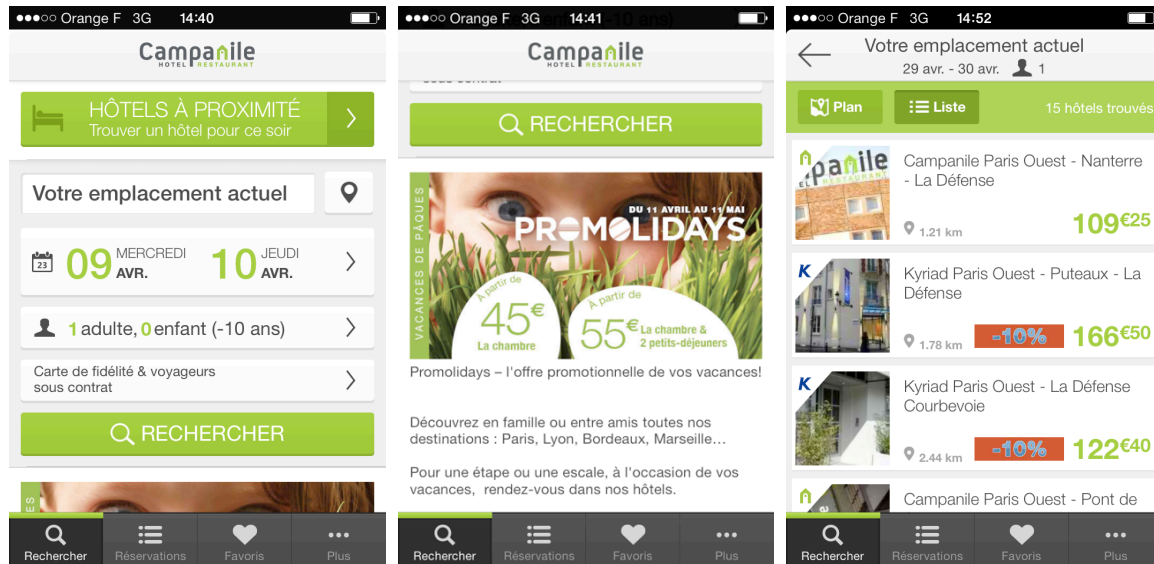 Orange F 3G 14:40
Campanile
HOTEL RESTAURANT
HÔTELS À PROXIMITÉ
Trouver un hôtel pour ce soir
Votre emplacement actuel
23
09 MERCREDI AVR.
10 JEUDI AVR.
1 adulte, 0 enfant (-10 ans)
Carte de fidélité & voyageurs
sous contrat
RECHERCHER
Rechercher
Réservations
Favoris
Plus
Orange F 3G 14:41
Campanile
HOTEL RESTAURANT
sous contrat
RECHERCHER
VACANCES DE PÂQUES
DU 11 AVRIL AU 11 MAI
PROMOLIDAYS
À partir de
45€
La chambre
À partir de
55€ La chambre &
2 petits-déjeuners
Promolidays – l'offre promotionnelle de vos vacances!
Découvrez en famille ou entre amis toutes nos
destinations : Paris, Lyon, Bordeaux, Marseille…
Pour une étape ou une escale, à l'occasion de vos
vacances, rendez-vous dans nos hôtels.
Rechercher
Réservations
Favoris
Plus
Orange F 3G 14:52
Votre emplacement actuel
29 avr. - 30 avr. 1
Plan
Liste
15 hôtels trouvés
Campanile Paris Ouest - Nanterre
- La Défense
1.21 km
109€25
K
Kyriad Paris Ouest - Puteaux - La
Défense
1.78 km
-10%
166€50
K
Kyriad Paris Ouest - La Défense
Courbevoie
2.44 km
-10%
122€40
Campanile Paris Ouest - Pont de
Rechercher
Réservations
Favoris
Plus